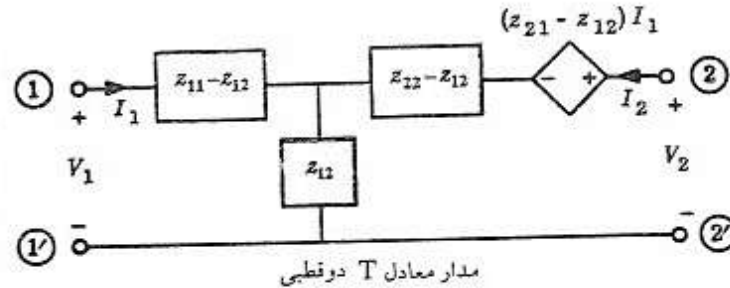 (z₂₁ - z₁₂) I₁
① + I₁ z₁₁-z₁₂ z₂₂-z₁₂ - + I₂ + ②
V₁ z₁₂ V₂
①′ - - ②′
مدار معادل T دوقطبی